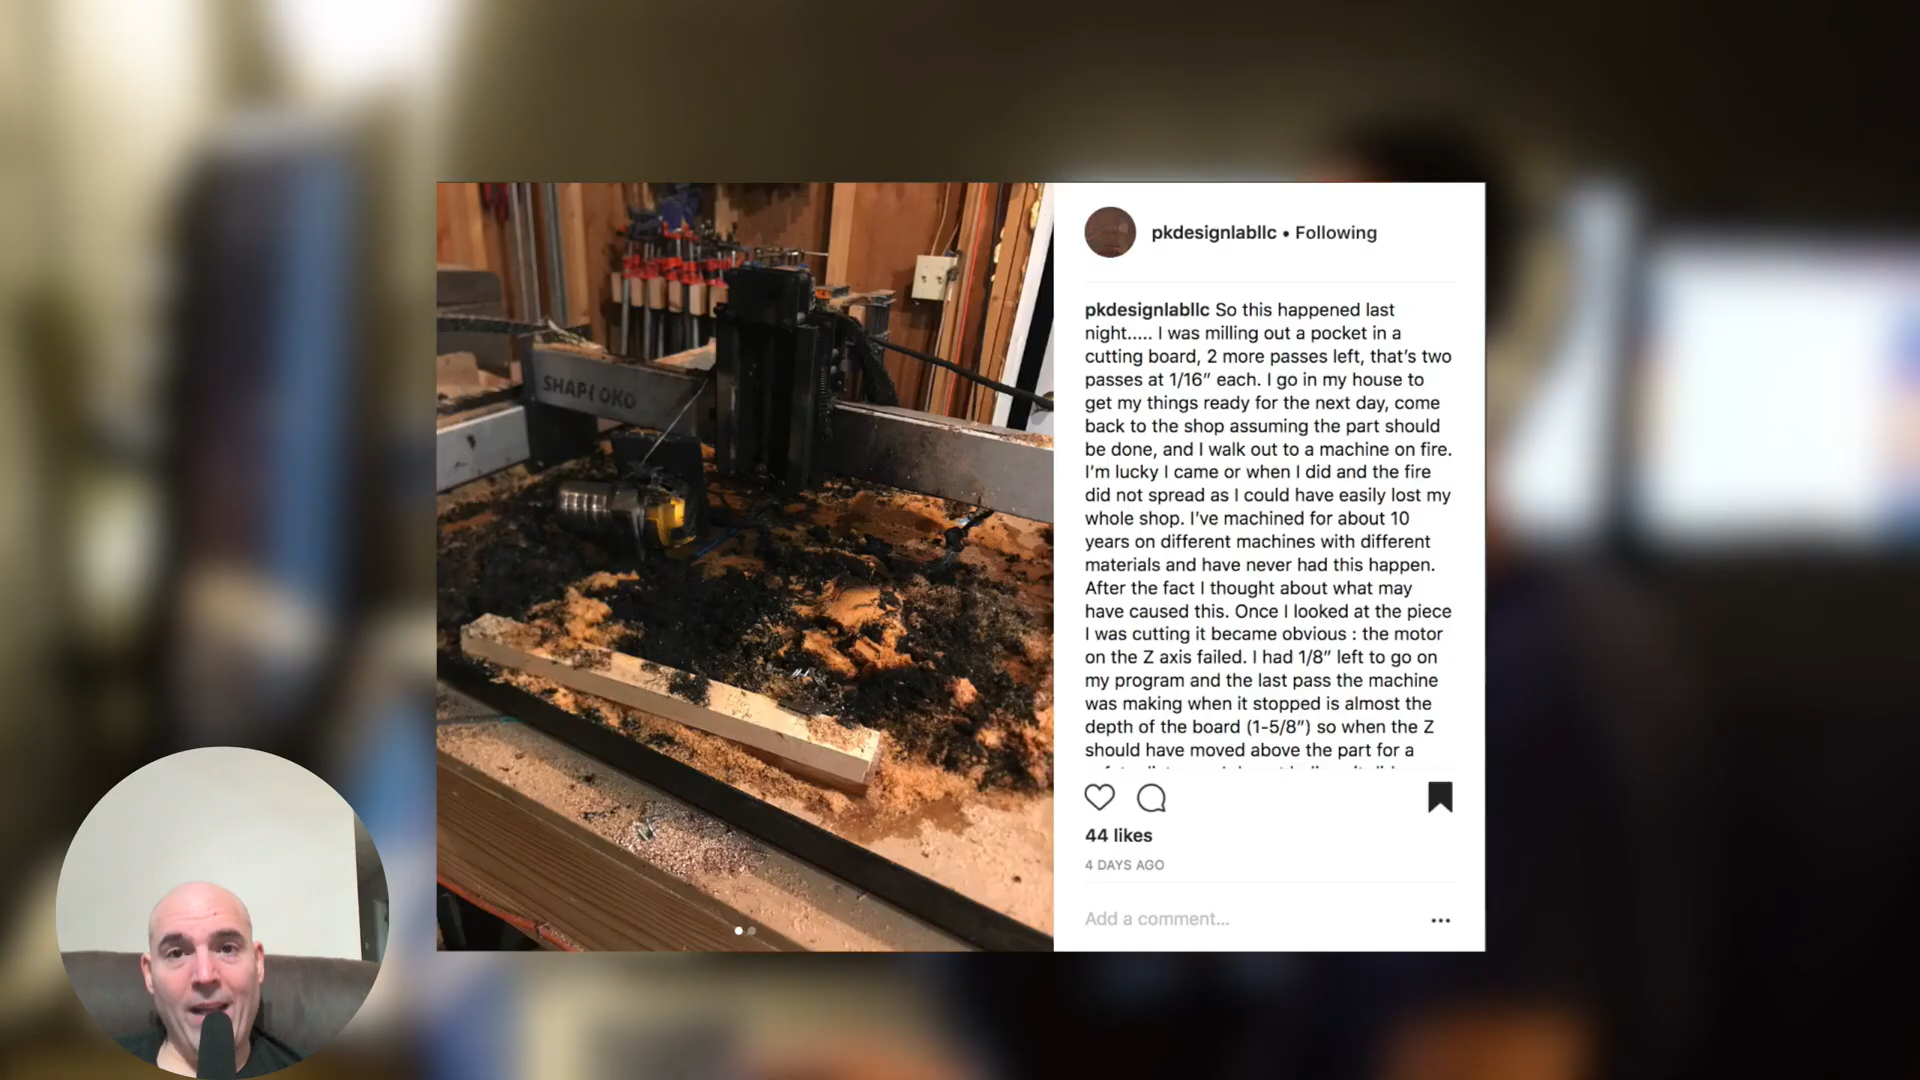 SHAPEOKO
pkdesignlabllc • Following
pkdesignlabllc So this happened last
night..... I was milling out a pocket in a
cutting board, 2 more passes left, that's two
passes at 1/16" each. I go in my house to
get my things ready for the next day, come
back to the shop assuming the part should
be done, and I walk out to a machine on fire.
I'm lucky I came or when I did and the fire
did not spread as I could have easily lost my
whole shop. I've machined for about 10
years on different machines with different
materials and have never had this happen.
After the fact I thought about what may
have caused this. Once I looked at the piece
I was cutting it became obvious : the motor
on the Z axis failed. I had 1/8" left to go on
my program and the last pass the machine
was making when it stopped is almost the
depth of the board (1-5/8") so when the Z
should have moved above the part for a
44 likes
4 DAYS AGO
Add a comment...